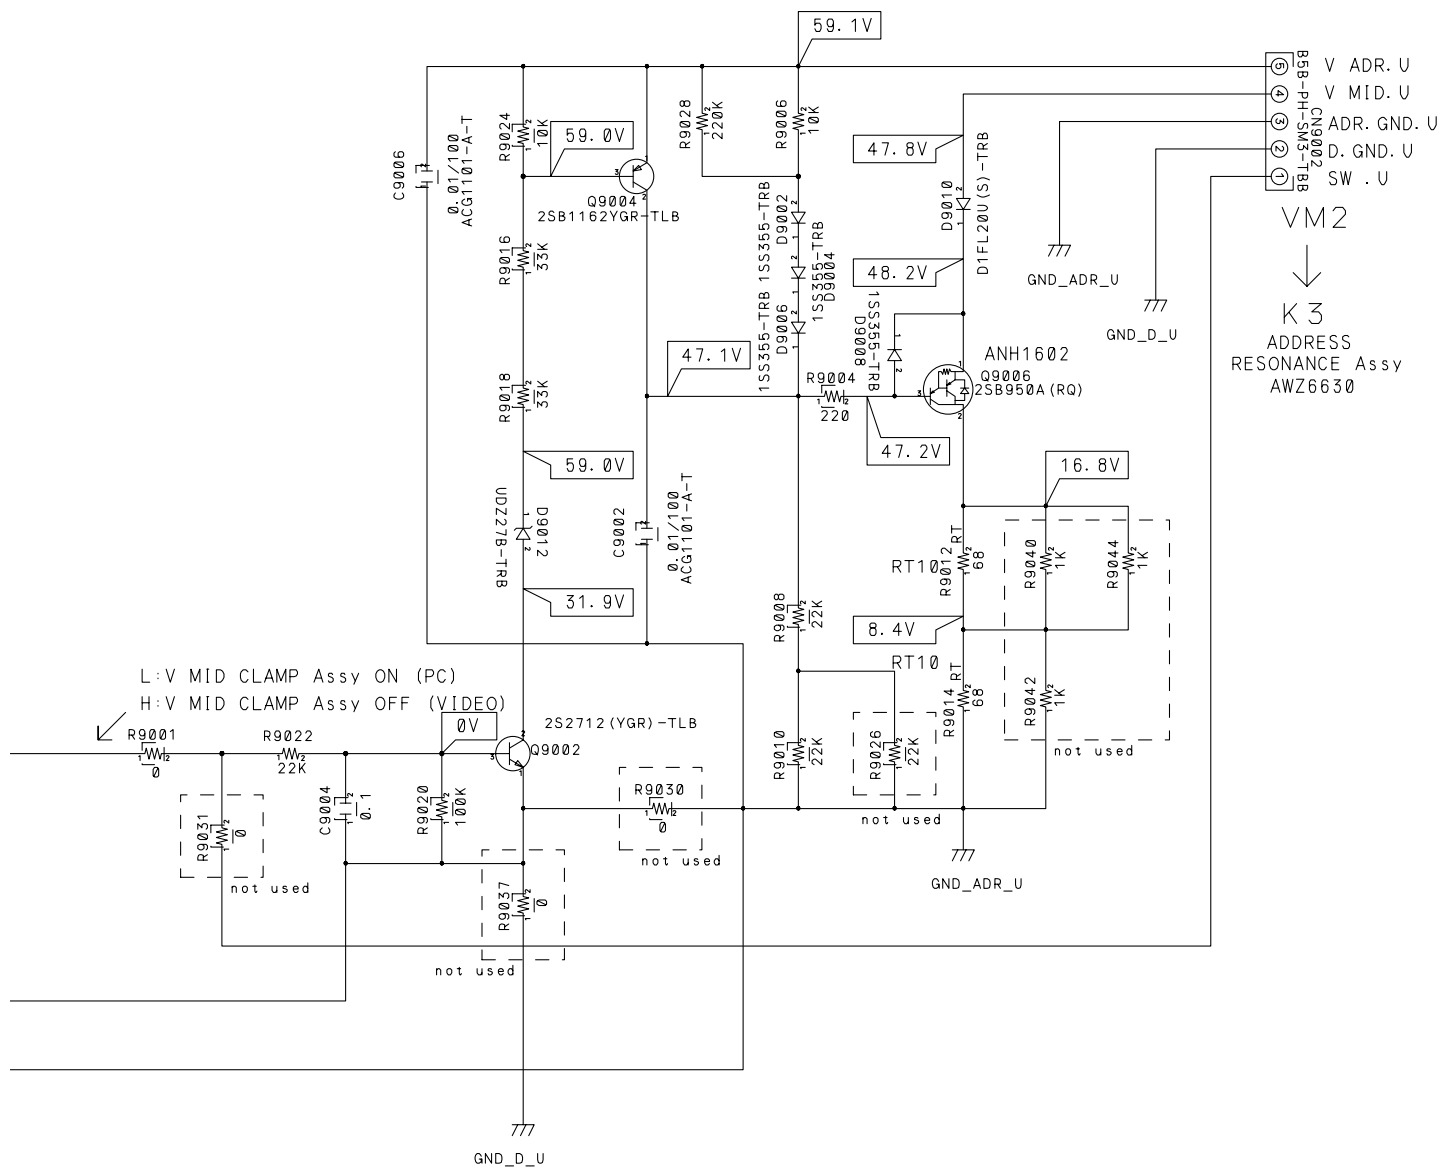 59.1V
B5B-PH-SM3-TBB
CN9002
5
V ADR.U
4
V MID.U
3
ADR.GND.U
2
D.GND.U
1
SW .U
VM2
K3
ADDRESS
RESONANCE Assy
AWZ6630
GND_ADR_U
GND_D_U
C9006
0.01/100
ACG1101-A-T
R9024
10K
59.0V
Q9004
2SB1162YGR-TLB
R9028
220K
R9006
10K
47.8V
D9010
D1FL20U(S)-TRB
48.2V
R9016
33K
1SS355-TRB
D9002
1SS355-TRB
D9004
1SS355-TRB
D9006
1SS355-TRB
D9008
47.1V
R9018
33K
R9004
220
ANH1602
Q9006
2SB950A(RQ)
47.2V
59.0V
16.8V
UDZ27B-TRB
D9012
C9002
0.01/100
ACG1101-A-T
31.9V
R9008
22K
RT10
R9012
RT
68
R9040
1K
R9044
1K
8.4V
RT10
R9014
RT
68
R9042
1K
not used
L:V MID CLAMP Assy ON (PC)
H:V MID CLAMP Assy OFF (VIDEO)
0V
2S2712(YGR)-TLB
Q9002
R9001
0
R9022
22K
R9010
22K
R9026
22K
not used
C9004
0.1
R9020
100K
R9030
0
not used
R9031
0
not used
GND_ADR_U
R9037
0
not used
GND_D_U